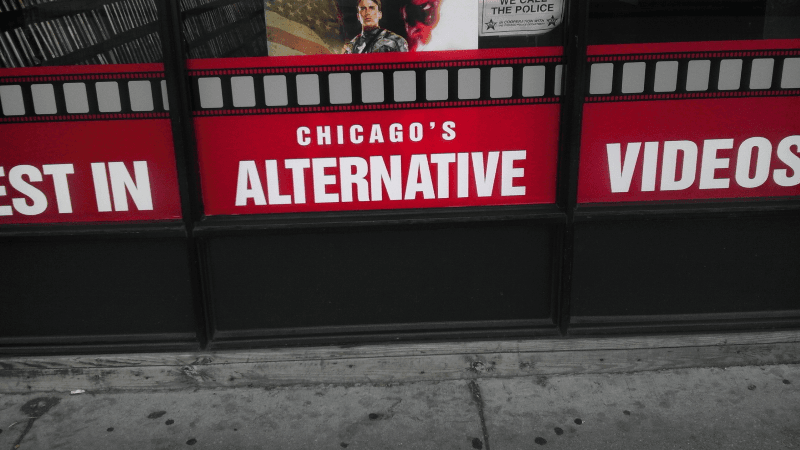 WE CALL
THE POLICE
EST IN
CHICAGO'S
ALTERNATIVE
VIDEOS